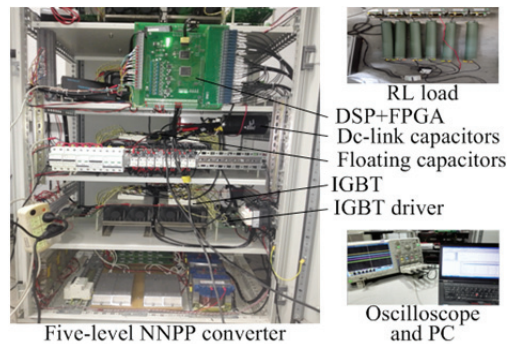 RL load
DSP+FPGA
Dc-link capacitors
Floating capacitors
IGBT
IGBT driver
Oscilloscope
and PC
Five-level NNPP converter